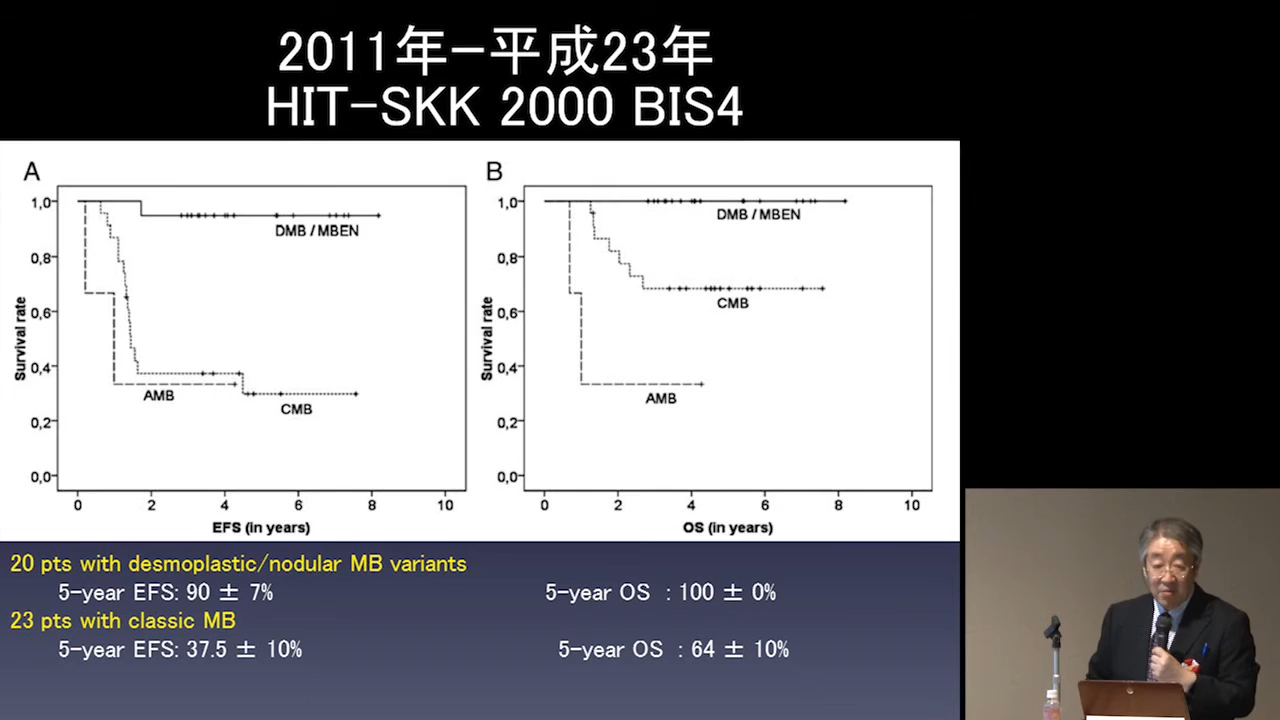 2011年－平成23年
HIT-SKK 2000 BIS4
A
1,0
0,8
0,6
0,4
0,2
0,0
Survival rate
DMB / MBEN
AMB
CMB
0 2 4 6 8 10
EFS (in years)
B
1,0
0,8
0,6
0,4
0,2
0,0
Survival rate
DMB / MBEN
CMB
AMB
0 2 4 6 8 10
OS (in years)
20 pts with desmoplastic/nodular MB variants
5-year EFS: 90 ± 7% 5-year OS : 100 ± 0%
23 pts with classic MB
5-year EFS: 37.5 ± 10% 5-year OS : 64 ± 10%